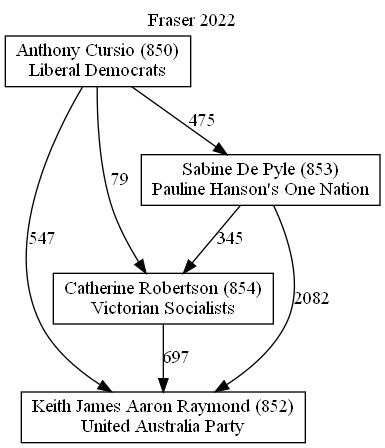 Fraser 2022
Anthony Cursio (850)
Liberal Democrats
475
Sabine De Pyle (853)
Pauline Hanson's One Nation
79
547
345
Catherine Robertson (854)
Victorian Socialists
2082
697
Keith James Aaron Raymond (852)
United Australia Party